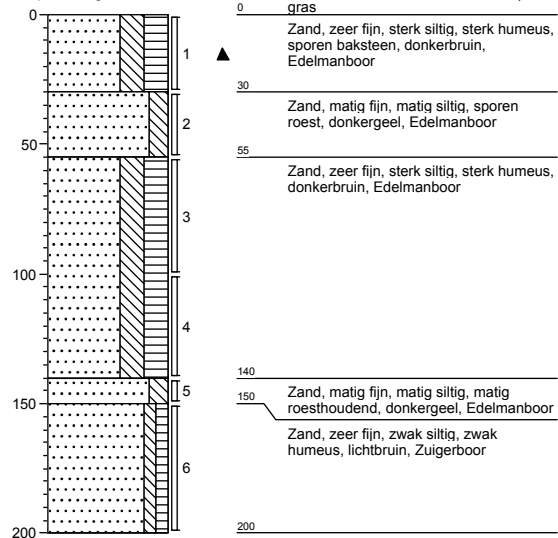 0
gras
0
1
Zand, zeer fijn, sterk siltig, sterk humeus,
sporen baksteen, donkerbruin,
Edelmanboor
30
2
Zand, matig fijn, matig siltig, sporen
roest, donkergeel, Edelmanboor
50
55
Zand, zeer fijn, sterk siltig, sterk humeus,
donkerbruin, Edelmanboor
3
100
4
140
5
Zand, matig fijn, matig siltig, matig
roesthoudend, donkergeel, Edelmanboor
150
150
Zand, zeer fijn, zwak siltig, zwak
humeus, lichtbruin, Zuigerboor
6
200
200